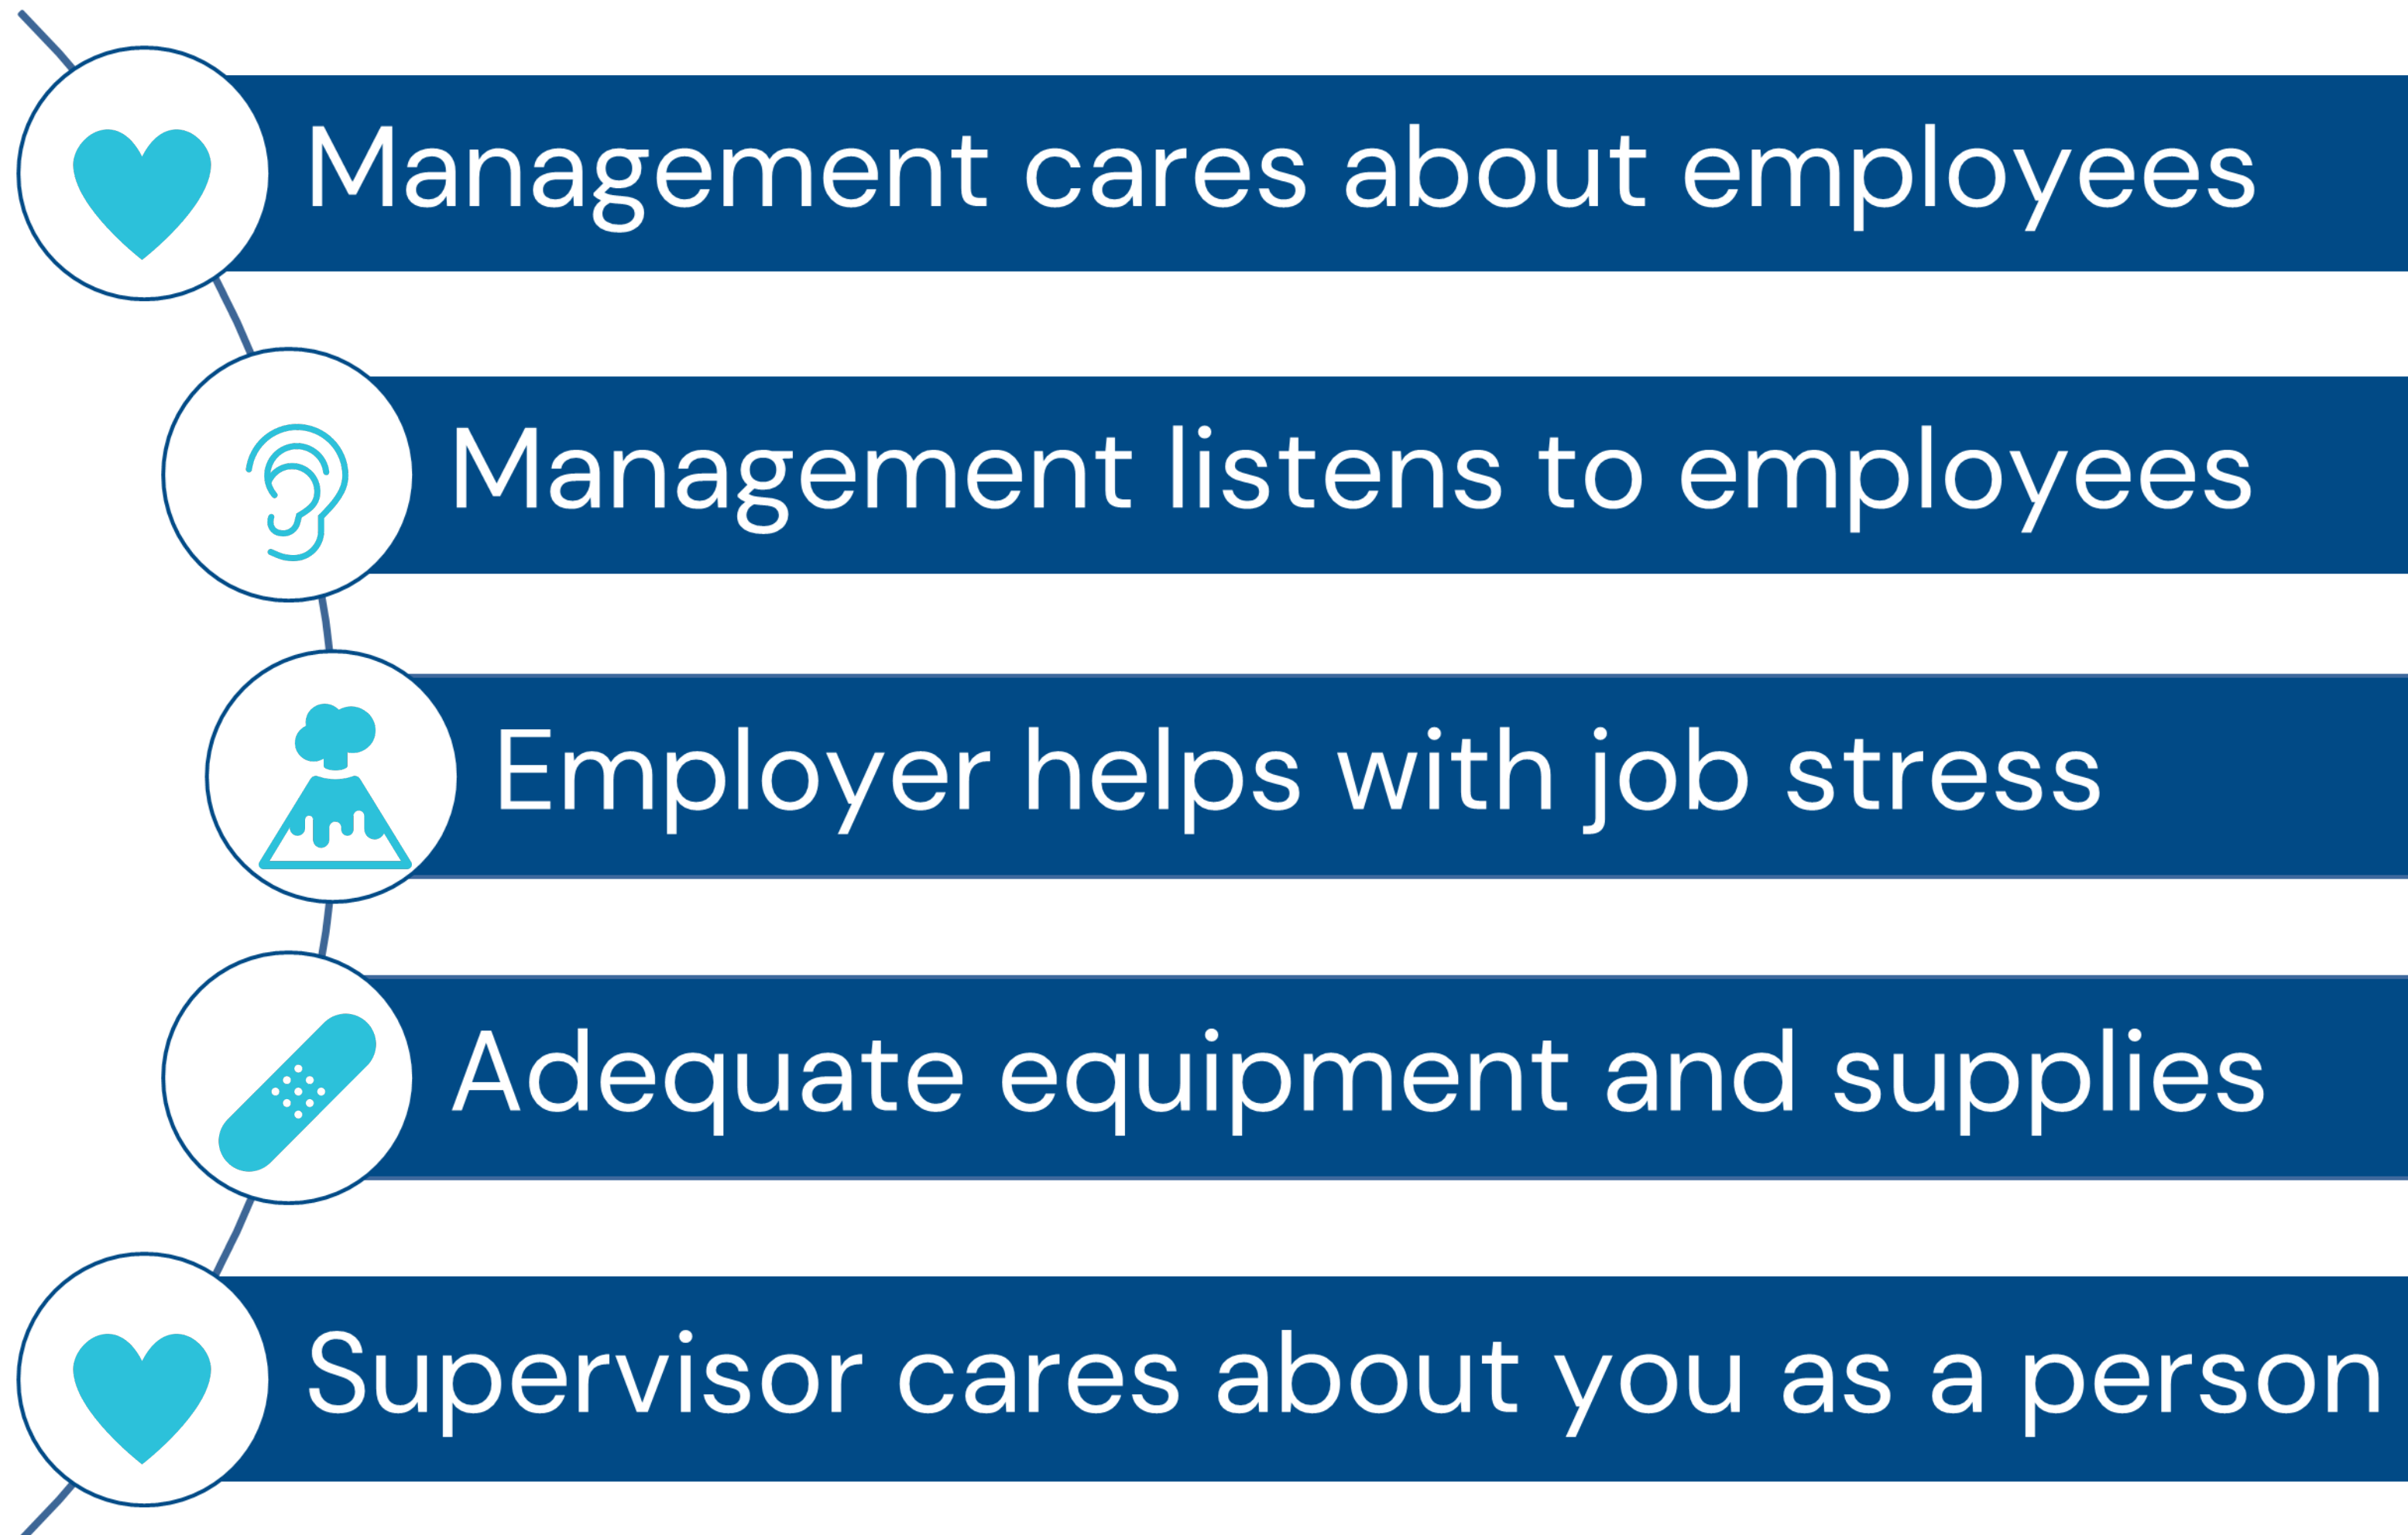 Management cares about employees
Management listens to employees
Employer helps with job stress
Adequate equipment and supplies
Supervisor cares about you as a person